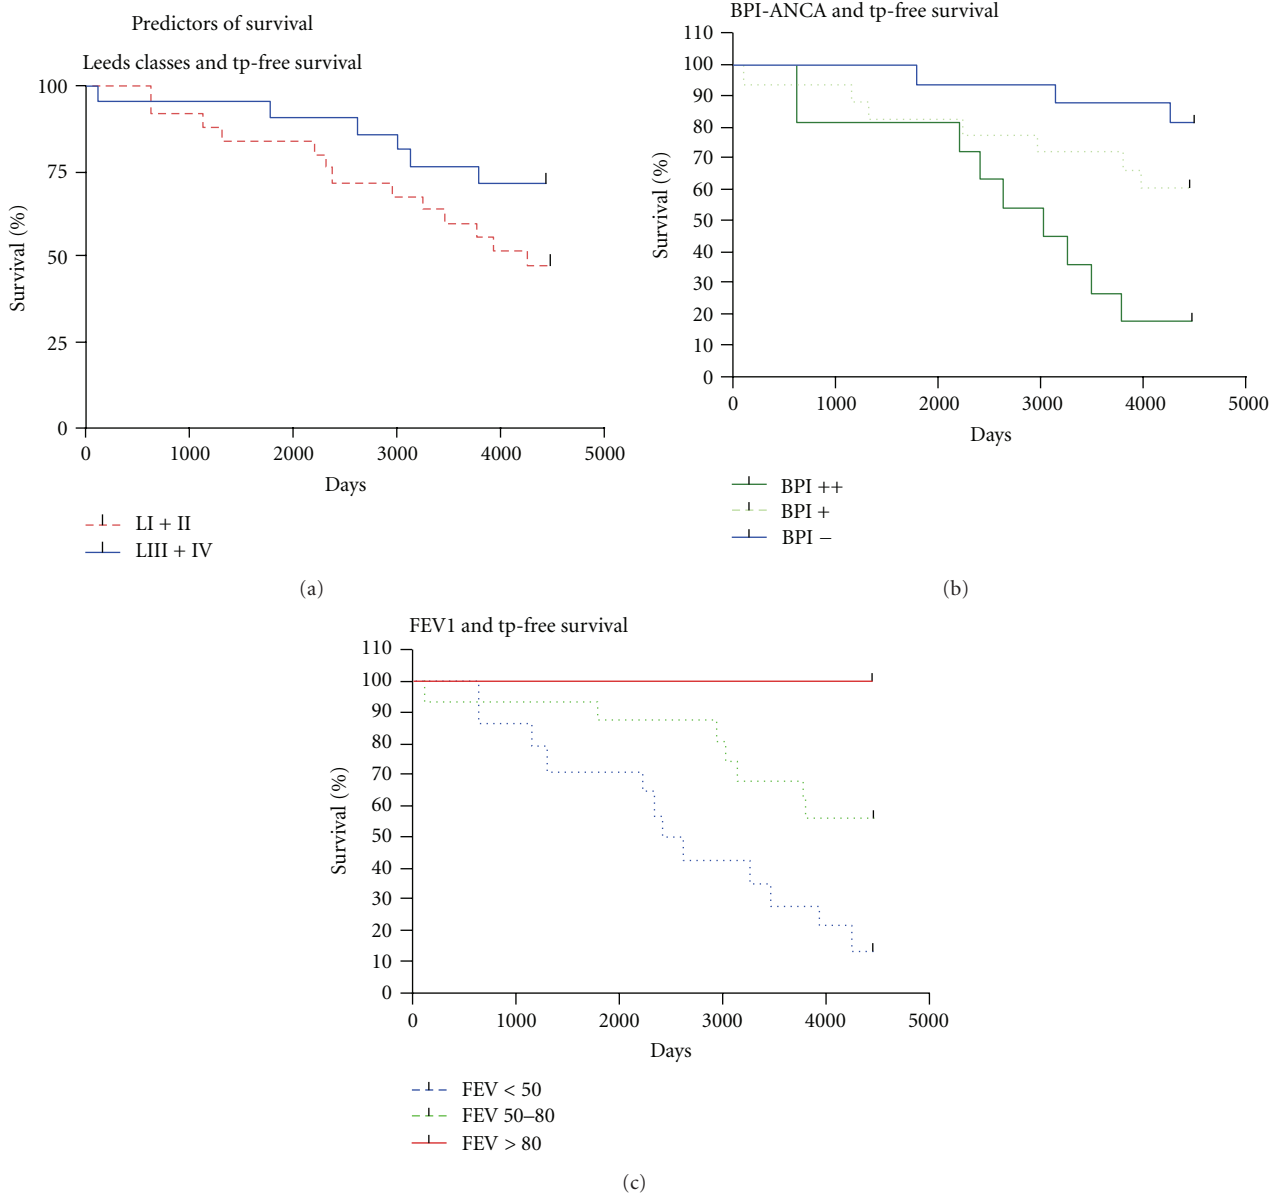 Predictors of survival
Leeds classes and tp-free survival
100
75
50
25
0
Survival (%)
0 1000 2000 3000 4000 5000
Days
LI + II
LIII + IV
(a)
BPI-ANCA and tp-free survival
110
100
90
80
70
60
50
40
30
20
10
0
Survival (%)
0 1000 2000 3000 4000 5000
Days
BPI ++
BPI +
BPI −
(b)
FEV1 and tp-free survival
110
100
90
80
70
60
50
40
30
20
10
0
Survival (%)
0 1000 2000 3000 4000 5000
Days
FEV < 50
FEV 50–80
FEV > 80
(c)